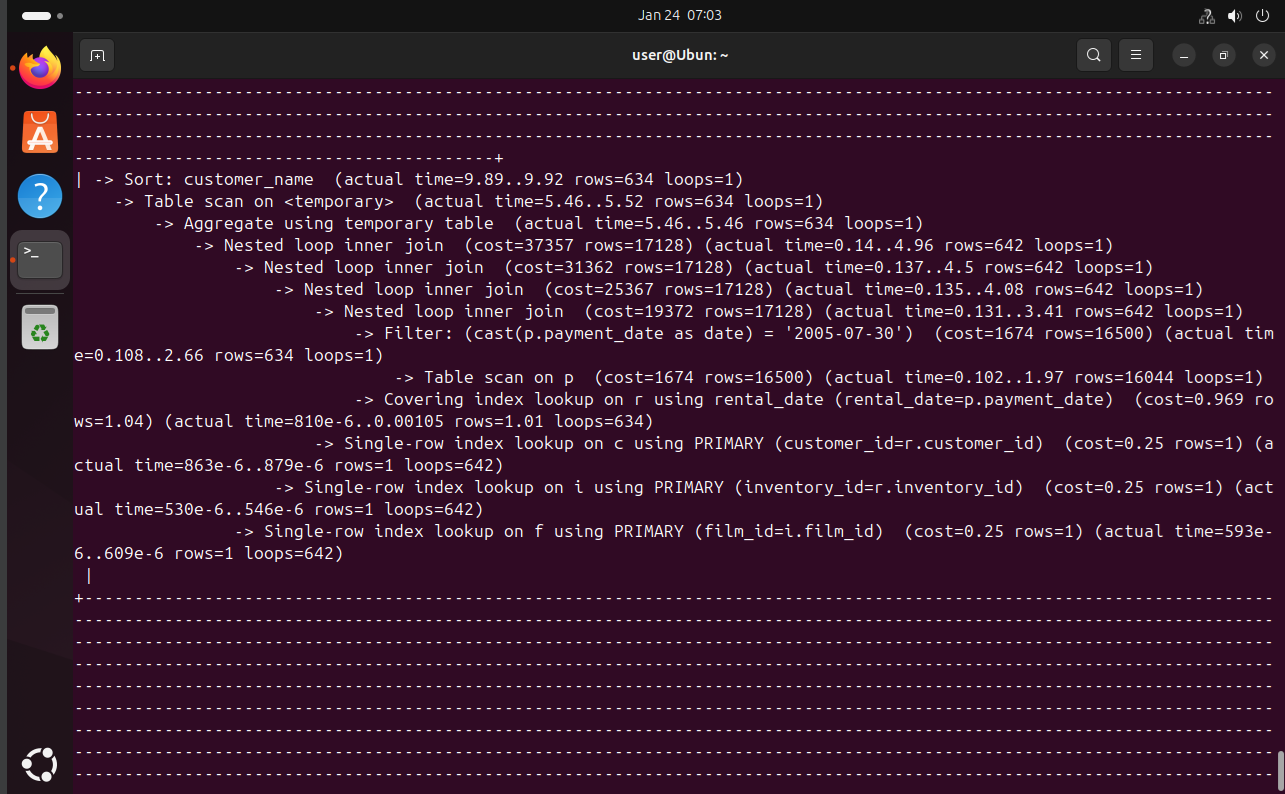 Jan 24 07:03
user@Ubun: ~
------------------------------------------------------------------------------------------------------------------------
------------------------------------------------------------------------------------------------------------------------
------------------------------------------------------------------------------------------------------------------------
------------------------------------------+
| -> Sort: customer_name  (actual time=9.89..9.92 rows=634 loops=1)
    -> Table scan on <temporary>  (actual time=5.46..5.52 rows=634 loops=1)
        -> Aggregate using temporary table  (actual time=5.46..5.46 rows=634 loops=1)
            -> Nested loop inner join  (cost=37357 rows=17128) (actual time=0.14..4.96 rows=642 loops=1)
                -> Nested loop inner join  (cost=31362 rows=17128) (actual time=0.137..4.5 rows=642 loops=1)
                    -> Nested loop inner join  (cost=25367 rows=17128) (actual time=0.135..4.08 rows=642 loops=1)
                        -> Nested loop inner join  (cost=19372 rows=17128) (actual time=0.131..3.41 rows=642 loops=1)
                            -> Filter: (cast(p.payment_date as date) = '2005-07-30')  (cost=1674 rows=16500) (actual tim
e=0.108..2.66 rows=634 loops=1)
                                -> Table scan on p  (cost=1674 rows=16500) (actual time=0.102..1.97 rows=16044 loops=1)
                            -> Covering index lookup on r using rental_date (rental_date=p.payment_date)  (cost=0.969 ro
ws=1.04) (actual time=810e-6..0.00105 rows=1.01 loops=634)
                        -> Single-row index lookup on c using PRIMARY (customer_id=r.customer_id)  (cost=0.25 rows=1) (a
ctual time=863e-6..879e-6 rows=1 loops=642)
                    -> Single-row index lookup on i using PRIMARY (inventory_id=r.inventory_id)  (cost=0.25 rows=1) (act
ual time=530e-6..546e-6 rows=1 loops=642)
                -> Single-row index lookup on f using PRIMARY (film_id=i.film_id)  (cost=0.25 rows=1) (actual time=593e-
6..609e-6 rows=1 loops=642)
 |
+-----------------------------------------------------------------------------------------------------------------------
------------------------------------------------------------------------------------------------------------------------
------------------------------------------------------------------------------------------------------------------------
------------------------------------------------------------------------------------------------------------------------
------------------------------------------------------------------------------------------------------------------------
------------------------------------------------------------------------------------------------------------------------
------------------------------------------------------------------------------------------------------------------------
------------------------------------------------------------------------------------------------------------------------
------------------------------------------------------------------------------------------------------------------------